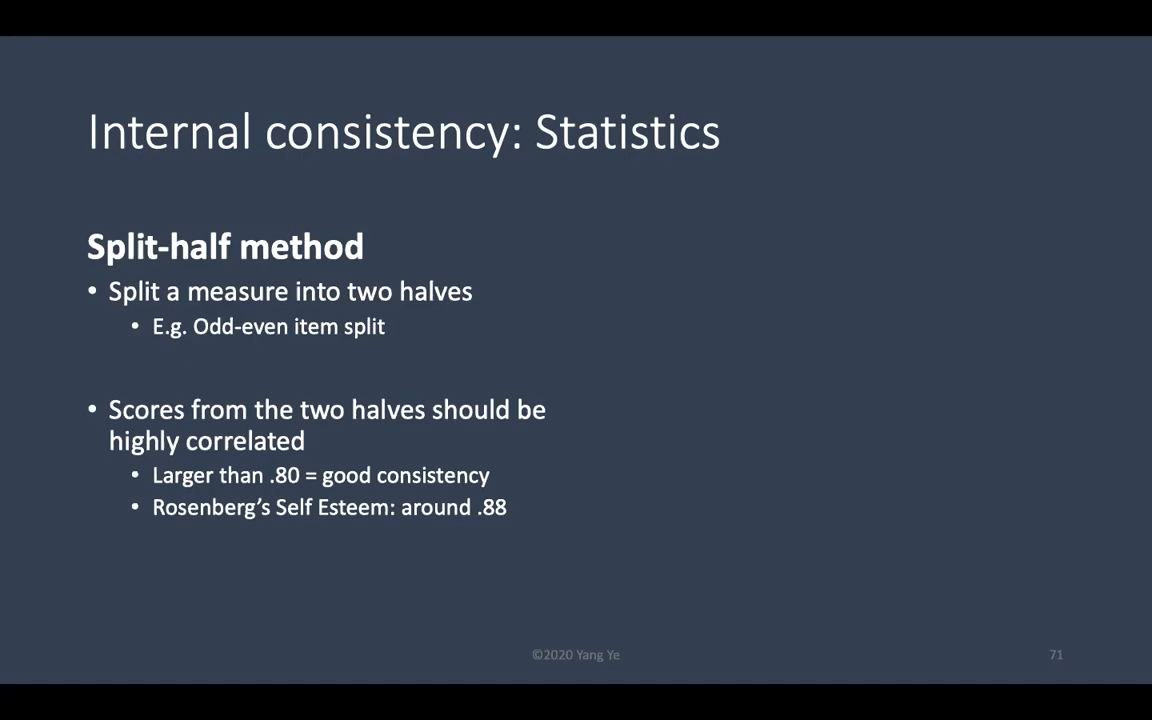 Internal consistency: Statistics
Split-half method
• Split a measure into two halves
• E.g. Odd-even item split
• Scores from the two halves should be
highly correlated
• Larger than .80 = good consistency
• Rosenberg’s Self Esteem: around .88
©2020 Yang Ye
71